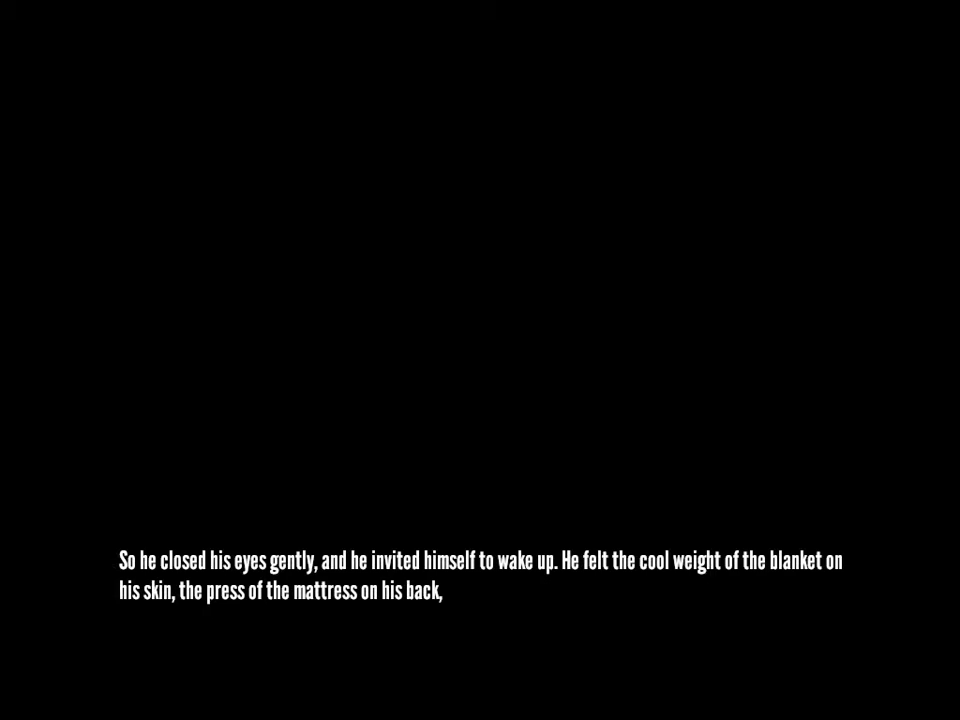 So he closed his eyes gently, and he invited himself to wake up. He felt the cool weight of the blanket on
his skin, the press of the mattress on his back,